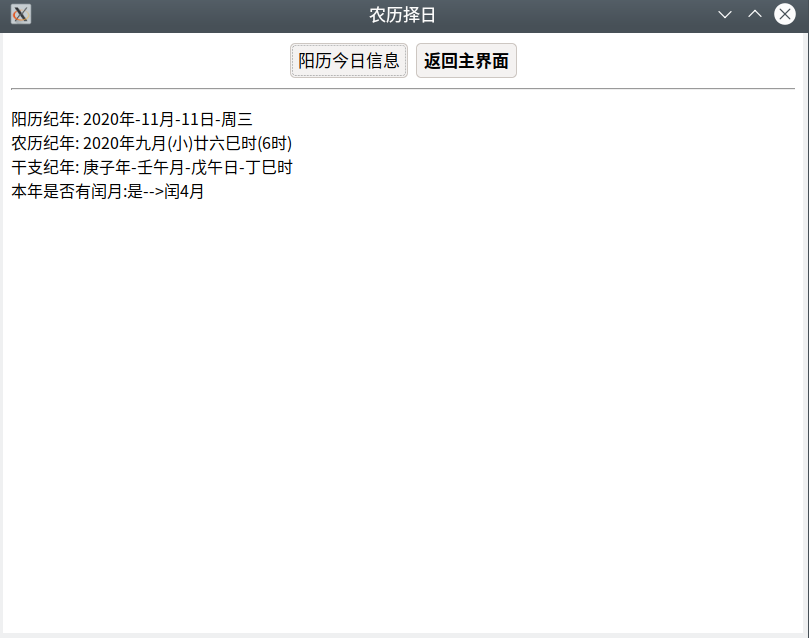 农历择日
阳历今日信息 返回主界面
阳历纪年: 2020年-11月-11日-周三
农历纪年: 2020年九月(小)廿六巳时(6时)
干支纪年: 庚子年-壬午月-戊午日-丁巳时
本年是否有闰月:是-->闰4月